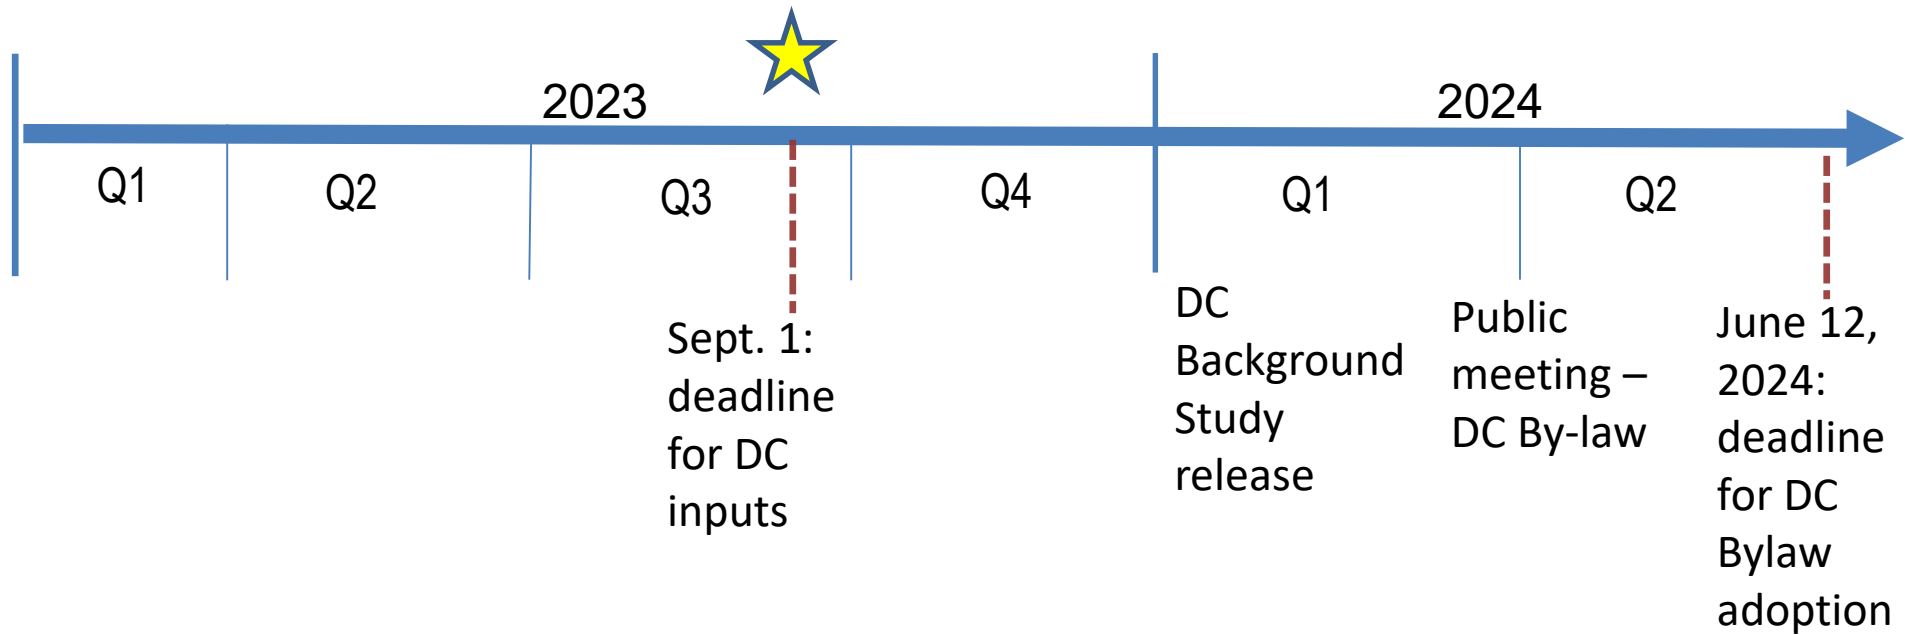 2023
2024
Q1
Q2
Q3
Q4
Q1
Q2
Sept. 1:
deadline
for DC
inputs
DC
Background
Study
release
Public
meeting –
DC By-law
June 12,
2024:
deadline
for DC
Bylaw
adoption